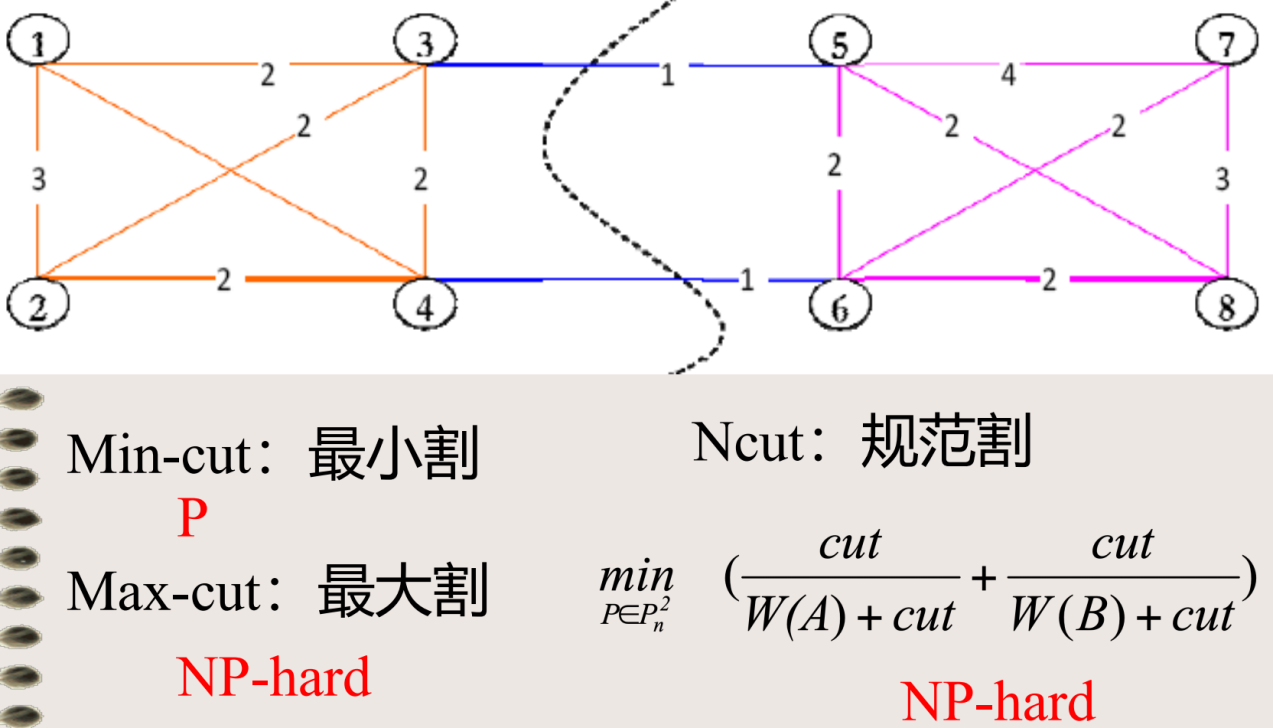 1 3 5 7
2 1 4
2 2 2
3 2 2 3
2 1 2
2 4 6 8
Min-cut：最小割
P
Max-cut：最大割
NP-hard
Ncut：规范割
min (cut/(W(A)+cut) + cut/(W(B)+cut))
P∈P_n^2
NP-hard